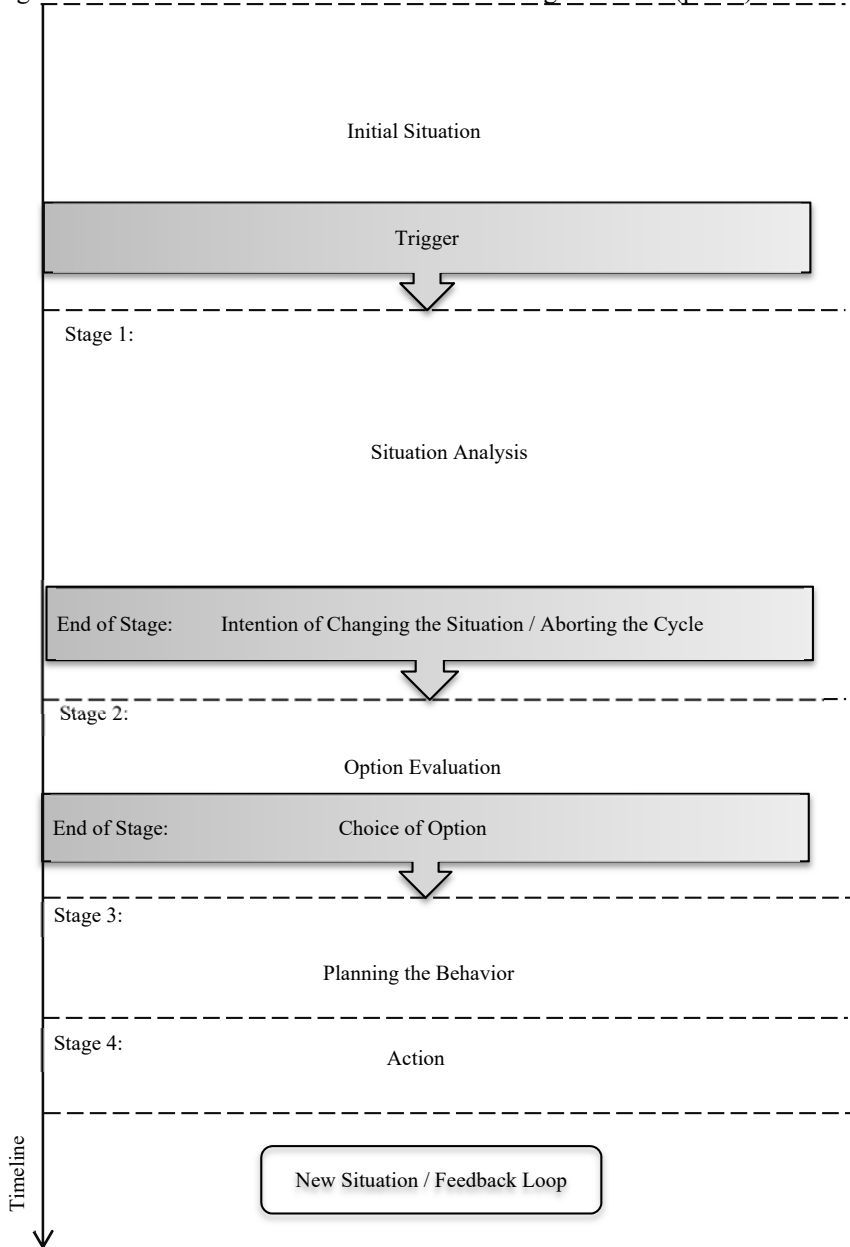 Initial Situation
Trigger
Stage 1:
Situation Analysis
End of Stage: Intention of Changing the Situation / Aborting the Cycle
Stage 2:
Option Evaluation
End of Stage: Choice of Option
Stage 3:
Planning the Behavior
Stage 4:
Action
Timeline
New Situation / Feedback Loop